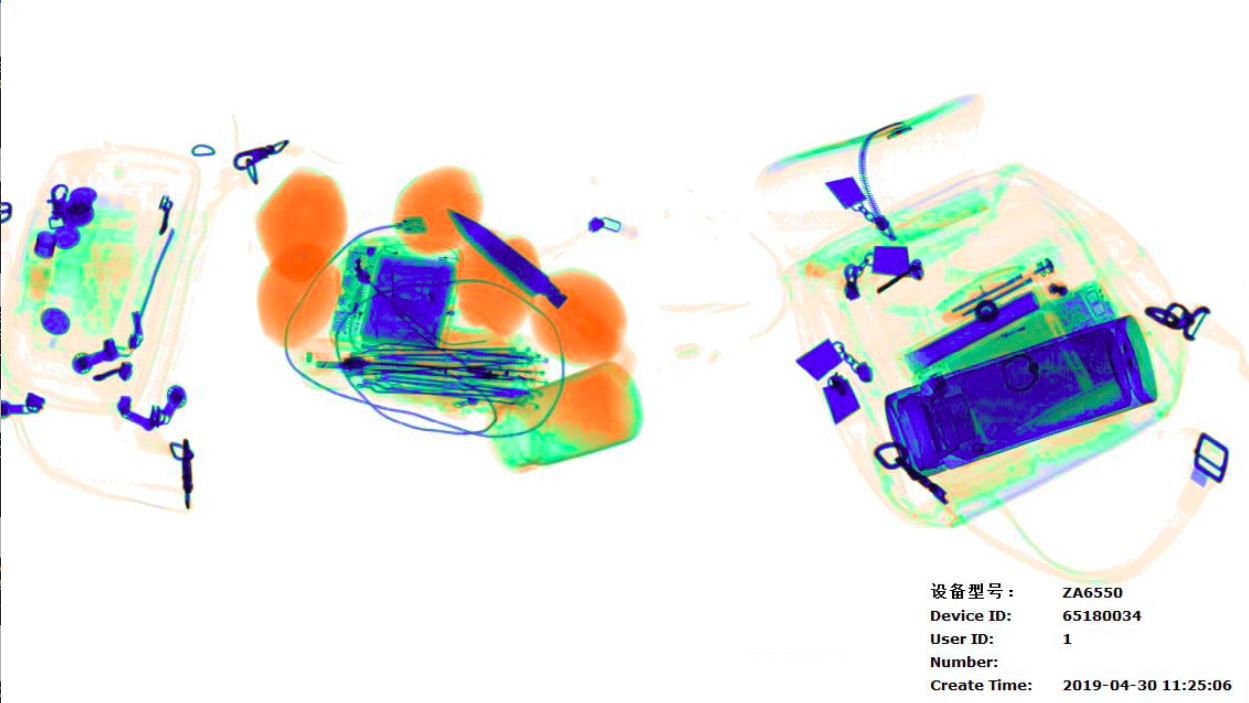 设备型号： ZA6550
Device ID: 65180034
User ID: 1
Number:
Create Time: 2019-04-30 11:25:06